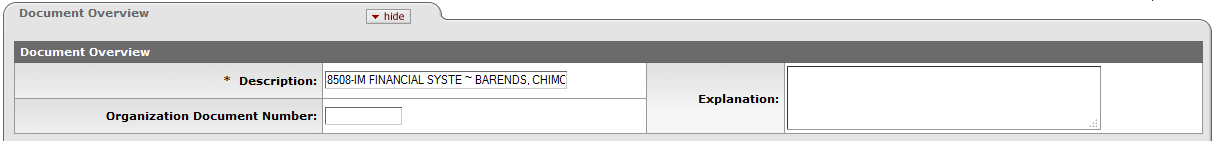 Document Overview
hide
Document Overview
* Description: 8508-IM FINANCIAL SYSTE ~ BARENDS, CHIMC
Explanation:
Organization Document Number: